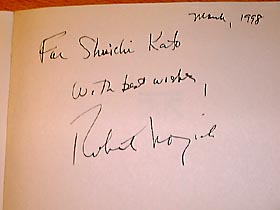 March, 1998
For Shuichi Kato
With best wishes,
Robert Nozick